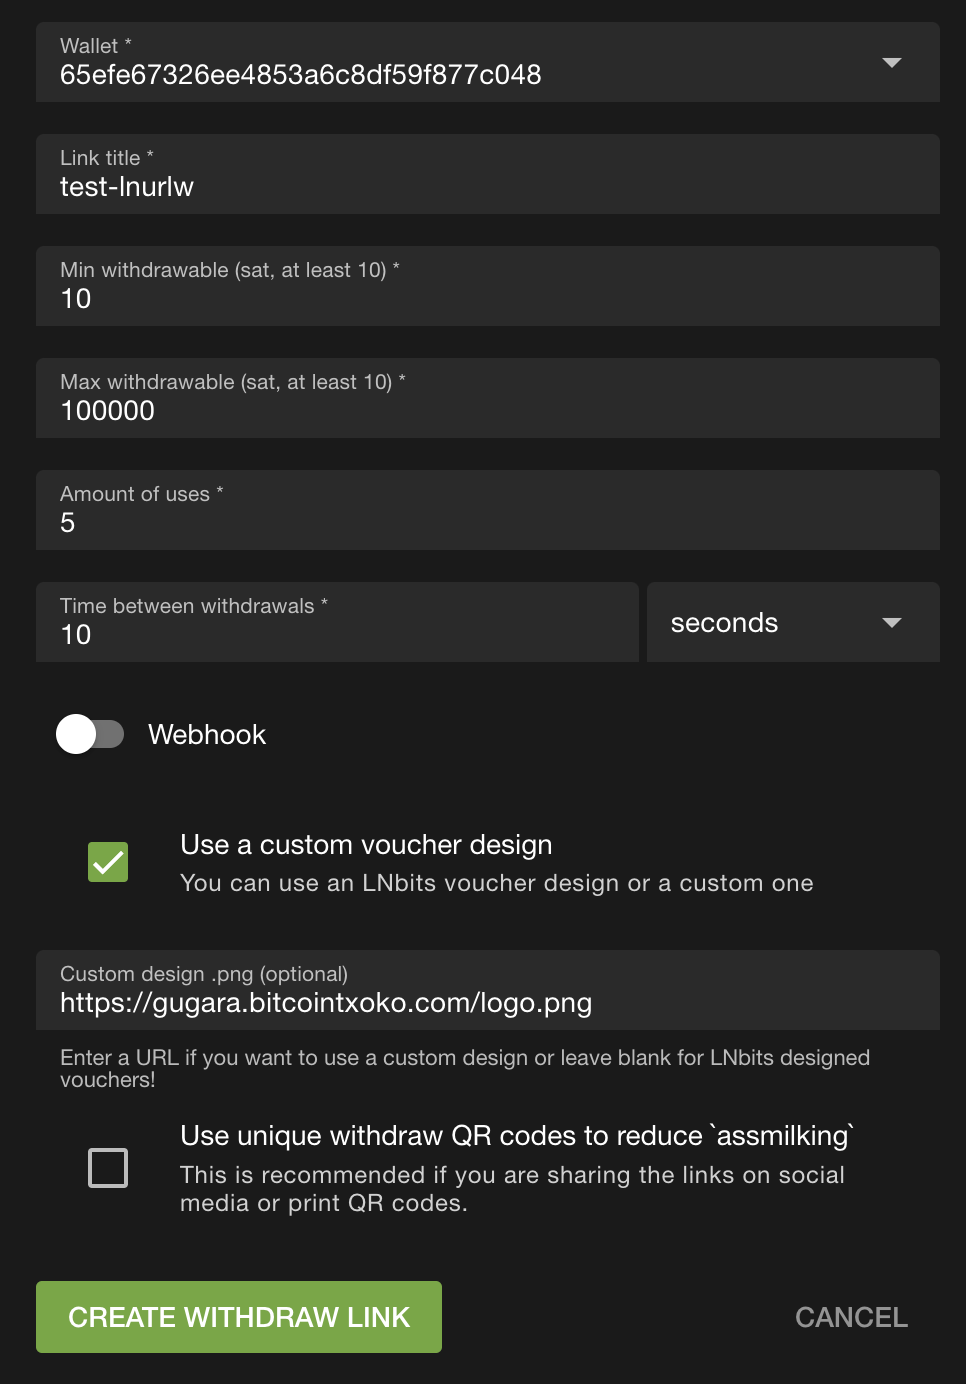 Wallet *
65efe67326ee4853a6c8df59f877c048
Link title *
test-lnurlw
Min withdrawable (sat, at least 10) *
10
Max withdrawable (sat, at least 10) *
100000
Amount of uses *
5
Time between withdrawals *
10
seconds
Webhook
Use a custom voucher design
You can use an LNbits voucher design or a custom one
Custom design .png (optional)
https://gugara.bitcointxoko.com/logo.png
Enter a URL if you want to use a custom design or leave blank for LNbits designed
vouchers!
Use unique withdraw QR codes to reduce `assmilking`
This is recommended if you are sharing the links on social
media or print QR codes.
CREATE WITHDRAW LINK
CANCEL